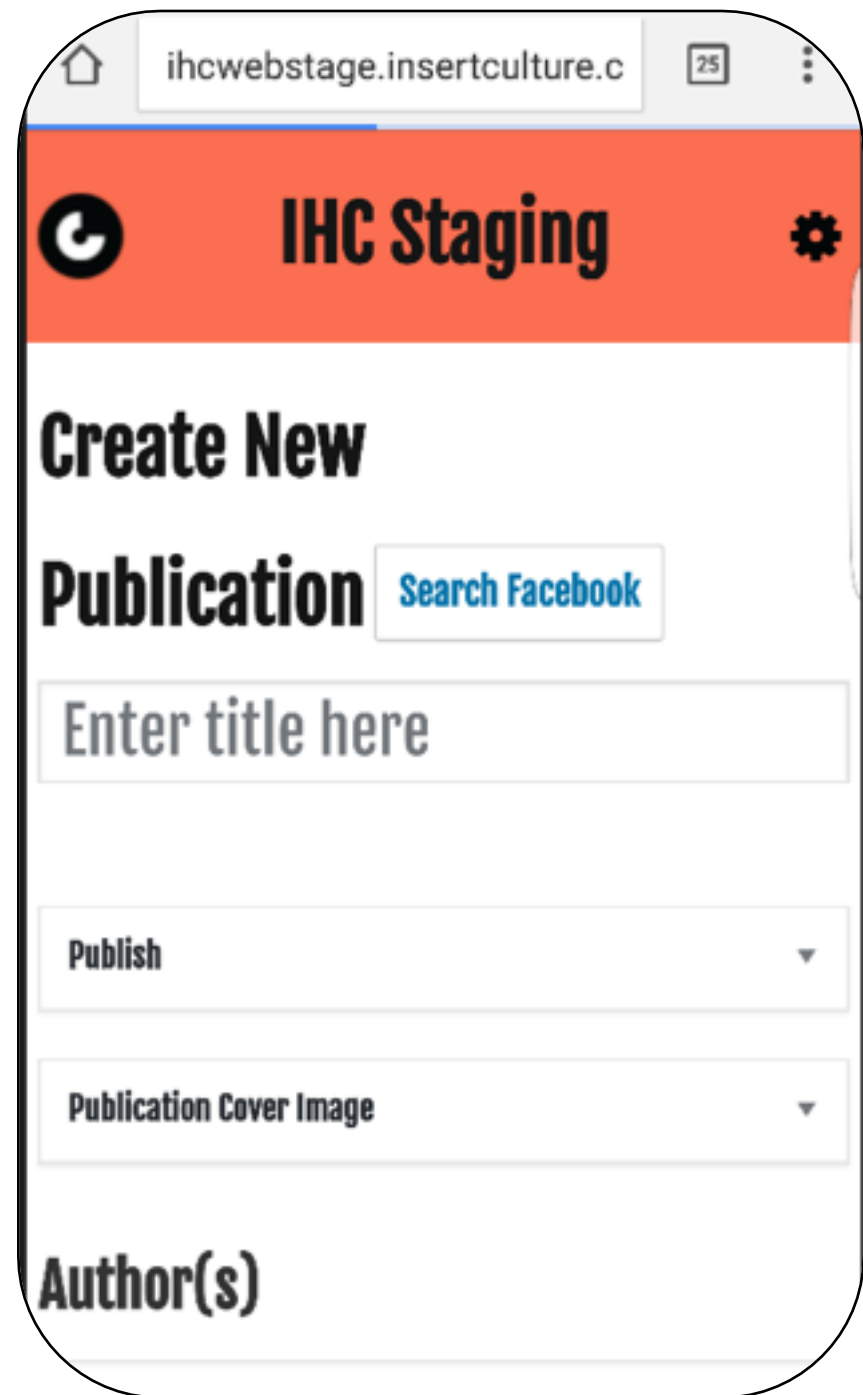 ihcwebstage.insertculture.c
25
IHC Staging
Create New
Publication
Search Facebook
Enter title here
Publish
Publication Cover Image
Author(s)